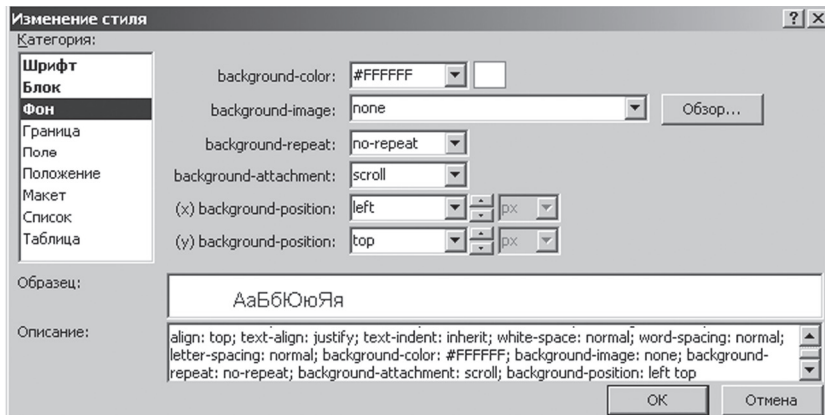 Изменение стиля
Категория:
Шрифт
Блок
Фон
Граница
Поле
Положение
Макет
Список
Таблица
background-color: #FFFFFF
background-image: none Обзор...
background-repeat: no-repeat
background-attachment: scroll
(x) background-position: left px
(y) background-position: top px
Образец:
АаБбЮюЯя
Описание:
align: top; text-align: justify; text-indent: inherit; white-space: normal; word-spacing: normal;
letter-spacing: normal; background-color: #FFFFFF; background-image: none; background-
repeat: no-repeat; background-attachment: scroll; background-position: left top
ОК Отмена